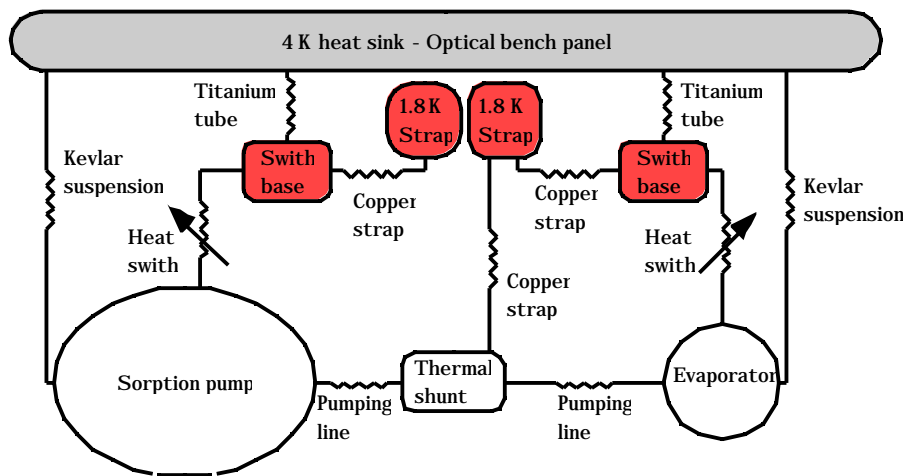 4 K heat sink - Optical bench panel
Titanium
tube
1.8 K
Strap
1.8 K
Strap
Titanium
tube
Kevlar
suspension
Swith
base
Copper
strap
Copper
strap
Swith
base
Kevlar
suspension
Heat
swith
Copper
strap
Heat
swith
Sorption pump
Pumping
line
Thermal
shunt
Pumping
line
Evaporator